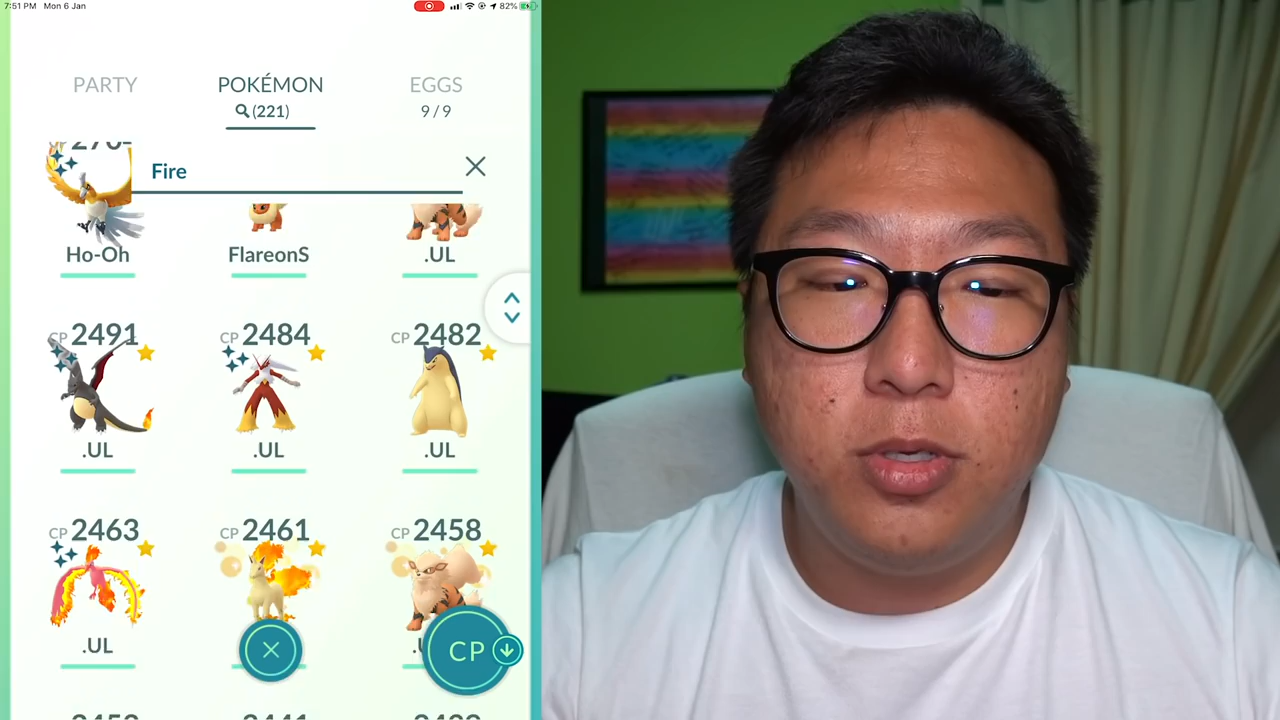 7:51 PM Mon 6 Jan 82%
PARTY POKÉMON EGGS
(221) 9 / 9
Fire
Ho-Oh FlareonS .UL
CP 2491 CP 2484 CP 2482
.UL .UL .UL
CP 2463 CP 2461 CP 2458
.UL
CP